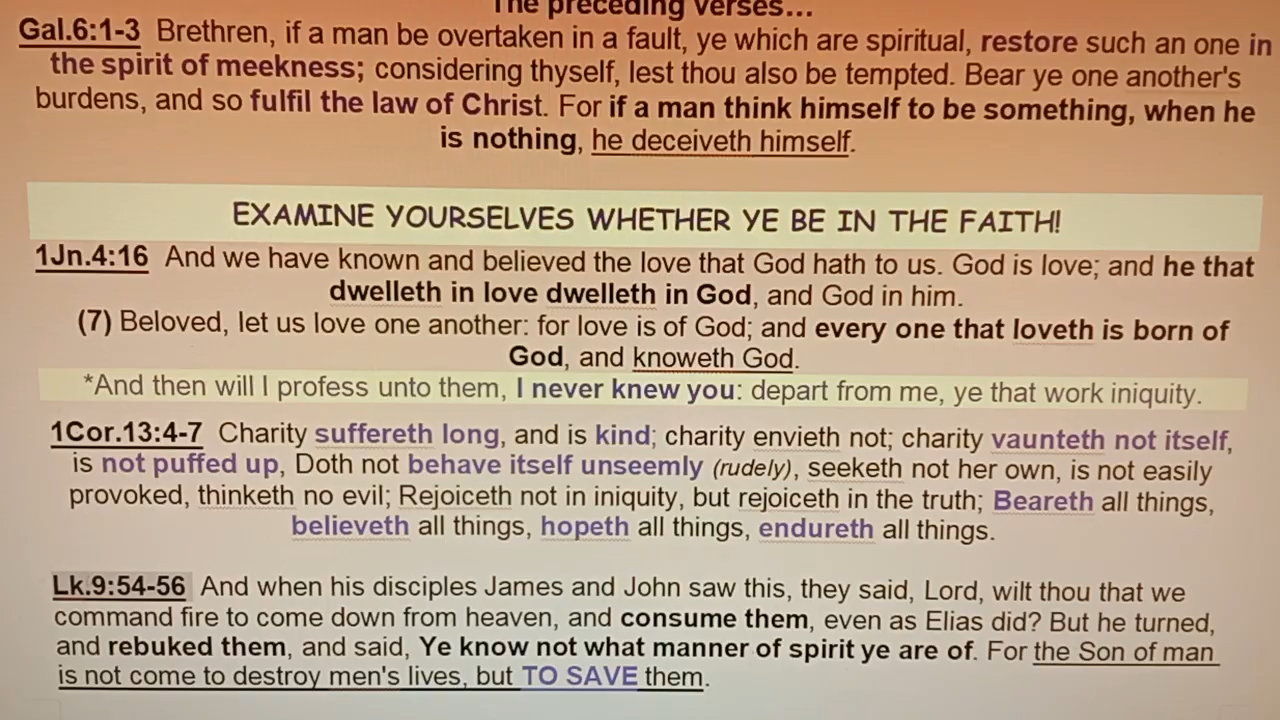 The preceding verses...
Gal.6:1-3 Brethren, if a man be overtaken in a fault, ye which are spiritual, restore such an one in
the spirit of meekness; considering thyself, lest thou also be tempted. Bear ye one another's
burdens, and so fulfil the law of Christ. For if a man think himself to be something, when he
is nothing, he deceiveth himself.
EXAMINE YOURSELVES WHETHER YE BE IN THE FAITH!
1Jn.4:16 And we have known and believed the love that God hath to us. God is love; and he that
dwelleth in love dwelleth in God, and God in him.
(7) Beloved, let us love one another: for love is of God; and every one that loveth is born of
God, and knoweth God.
*And then will I profess unto them, I never knew you: depart from me, ye that work iniquity.
1Cor.13:4-7 Charity suffereth long, and is kind; charity envieth not; charity vaunteth not itself,
is not puffed up, Doth not behave itself unseemly (rudely), seeketh not her own, is not easily
provoked, thinketh no evil; Rejoiceth not in iniquity, but rejoiceth in the truth; Beareth all things,
believeth all things, hopeth all things, endureth all things.
Lk.9:54-56 And when his disciples James and John saw this, they said, Lord, wilt thou that we
command fire to come down from heaven, and consume them, even as Elias did? But he turned,
and rebuked them, and said, Ye know not what manner of spirit ye are of. For the Son of man
is not come to destroy men's lives, but TO SAVE them.